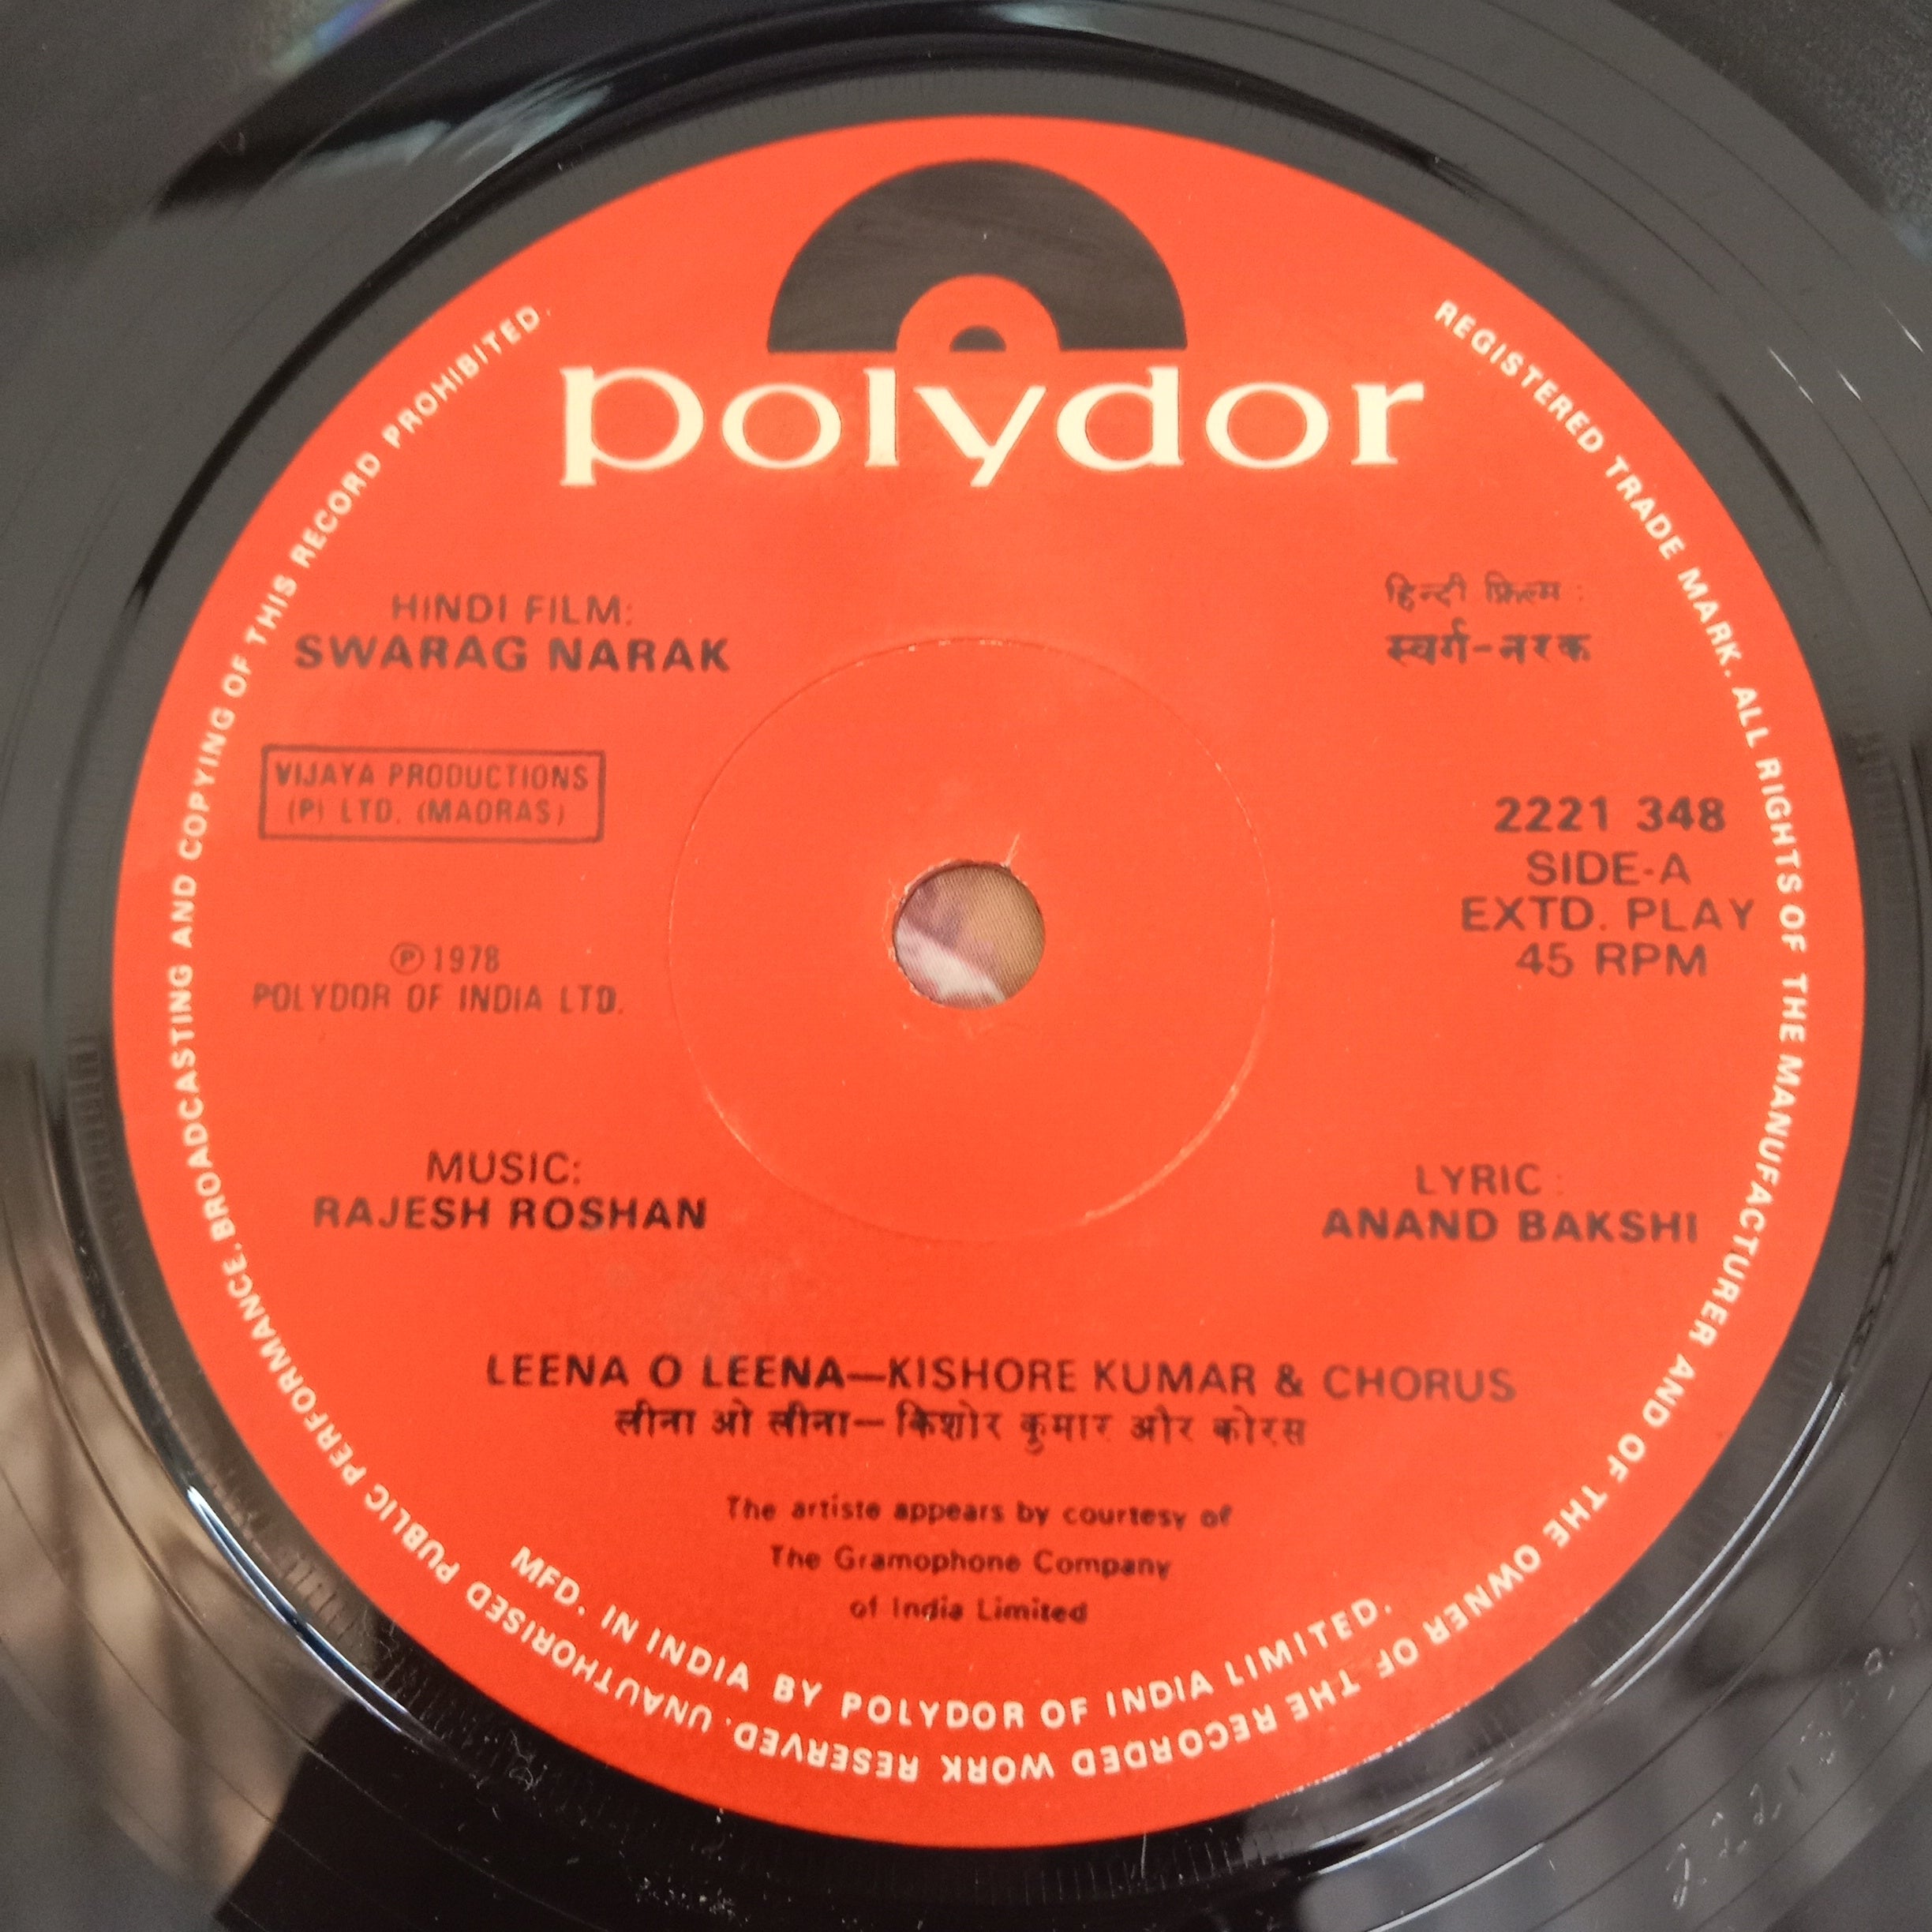 polydor
HINDI FILM:
SWARAG NARAK
हिन्दी फ़िल्म :
स्वर्ग-नरक
VIJAYA PRODUCTIONS
(P) LTD. (MADRAS)
2221 348
SIDE-A
EXTD. PLAY
45 RPM
Ⓟ 1978
POLYDOR OF INDIA LTD.
MUSIC:
RAJESH ROSHAN
LYRIC :
ANAND BAKSHI
LEENA O LEENA—KISHORE KUMAR & CHORUS
लीना ओ लीना—किशोर कुमार और कोरस
The artiste appears by courtesy of
The Gramophone Company
of India Limited
MFD. IN INDIA BY POLYDOR OF INDIA LIMITED.
REGISTERED TRADE MARK. ALL RIGHTS OF THE MANUFACTURER AND OF THE OWNER OF THE RECORDED WORK RESERVED. UNAUTHORISED PUBLIC PERFORMANCE, BROADCASTING AND COPYING OF THIS RECORD PROHIBITED.